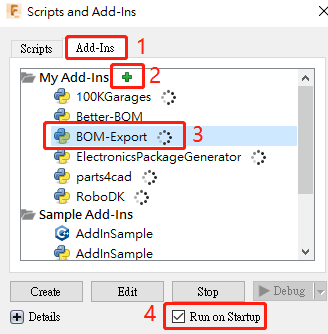 Scripts and Add-Ins
Scripts Add-Ins 1
My Add-Ins 2
100KGarages
Better-BOM
BOM-Export 3
ElectronicsPackageGenerator
parts4cad
RoboDK
Sample Add-Ins
AddInSample
AddInSample
Create Edit Stop Debug
4
Details Run on Startup